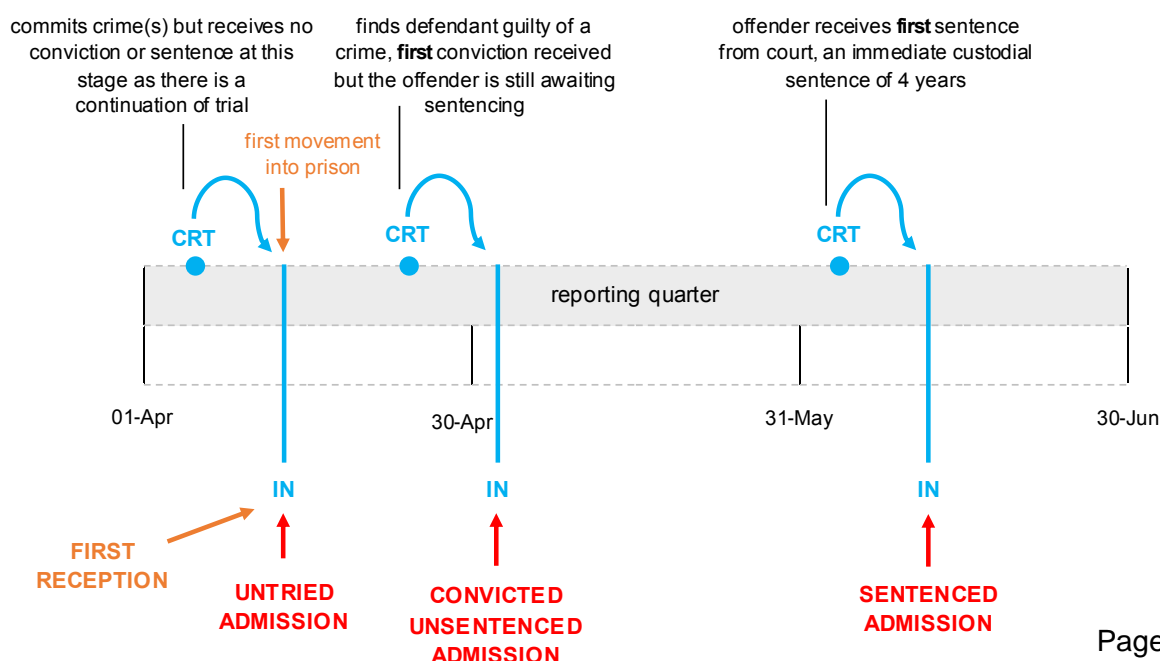 commits crime(s) but receives no
conviction or sentence at this
stage as there is a
continuation of trial
finds defendant guilty of a
crime, first conviction received
but the offender is still awaiting
sentencing
offender receives first sentence
from court, an immediate custodial
sentence of 4 years
first movement
into prison
CRT
CRT
CRT
reporting quarter
01-Apr
30-Apr
31-May
30-Jun
IN
IN
IN
FIRST
RECEPTION
UNTRIED
ADMISSION
CONVICTED
UNSENTENCED
ADMISSION
SENTENCED
ADMISSION
Page